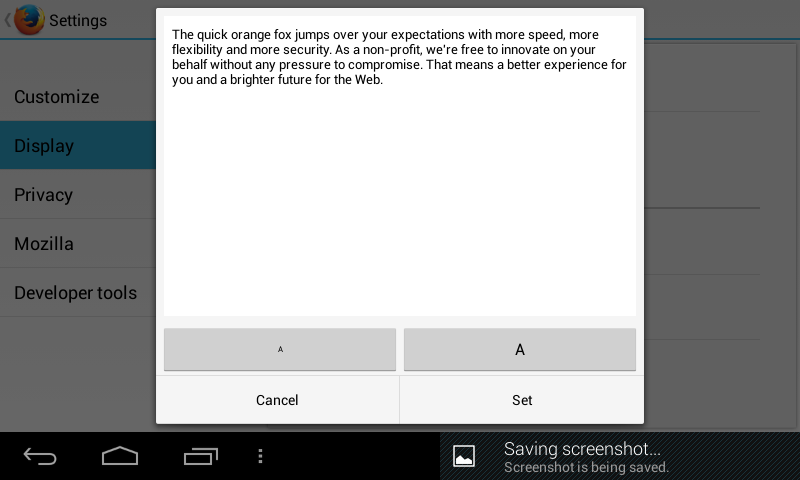 Settings
Customize
Display
Privacy
Mozilla
Developer tools
The quick orange fox jumps over your expectations with more speed, more
flexibility and more security. As a non-profit, we're free to innovate on your
behalf without any pressure to compromise. That means a better experience for
you and a brighter future for the Web.
A
A
Cancel
Set
Saving screenshot...
Screenshot is being saved.